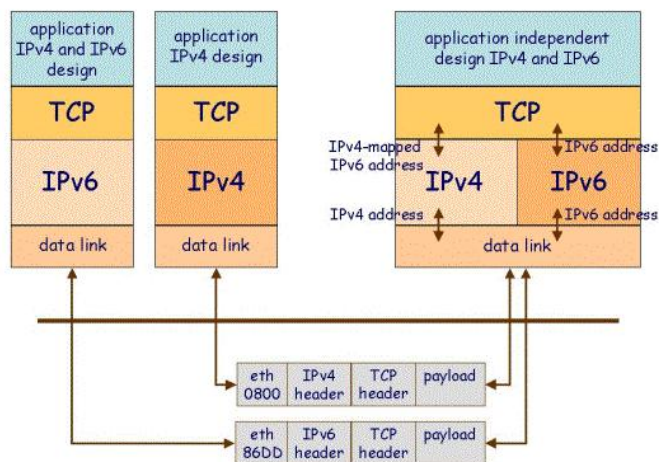 application
IPv4 and IPv6
design
TCP
IPv6
data link
application
IPv4 design
TCP
IPv4
data link
application independent
design IPv4 and IPv6
TCP
IPv4-mapped
IPv6 address
IPv6 address
IPv4
IPv6
IPv4 address
IPv6 address
data link
eth
0800
IPv4
header
TCP
header
payload
eth
86DD
IPv6
header
TCP
header
payload